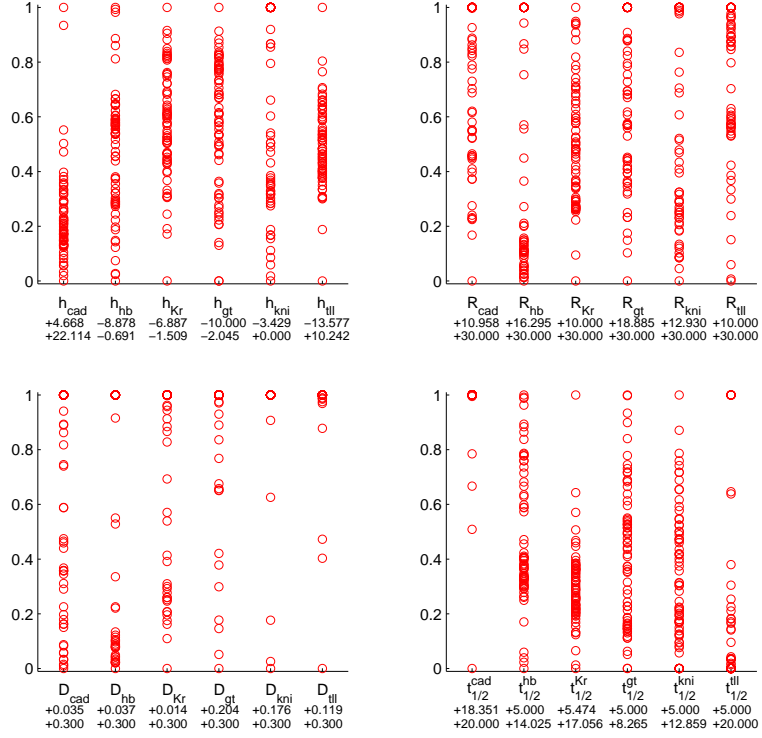 1 1
0.8 0.8
0.6 0.6
0.4 0.4
0.2 0.2
0 0
h_cad h_hb h_Kr h_gt h_kni h_tll R_cad R_hb R_Kr R_gt R_kni R_tll
+4.668 −8.878 −6.887 −10.000 −3.429 −13.577 +10.958 +16.295 +10.000 +18.885 +12.930 +10.000
+22.114 −0.691 −1.509 −2.045 +0.000 +10.242 +30.000 +30.000 +30.000 +30.000 +30.000 +30.000
1 1
0.8 0.8
0.6 0.6
0.4 0.4
0.2 0.2
0 0
D_cad D_hb D_Kr D_gt D_kni D_tll t_1/2^cad t_1/2^hb t_1/2^Kr t_1/2^gt t_1/2^kni t_1/2^tll
+0.035 +0.037 +0.014 +0.204 +0.176 +0.119 +18.351 +5.000 +5.474 +5.000 +5.000 +5.000
+0.300 +0.300 +0.300 +0.300 +0.300 +0.300 +20.000 +14.025 +17.056 +8.265 +12.859 +20.000